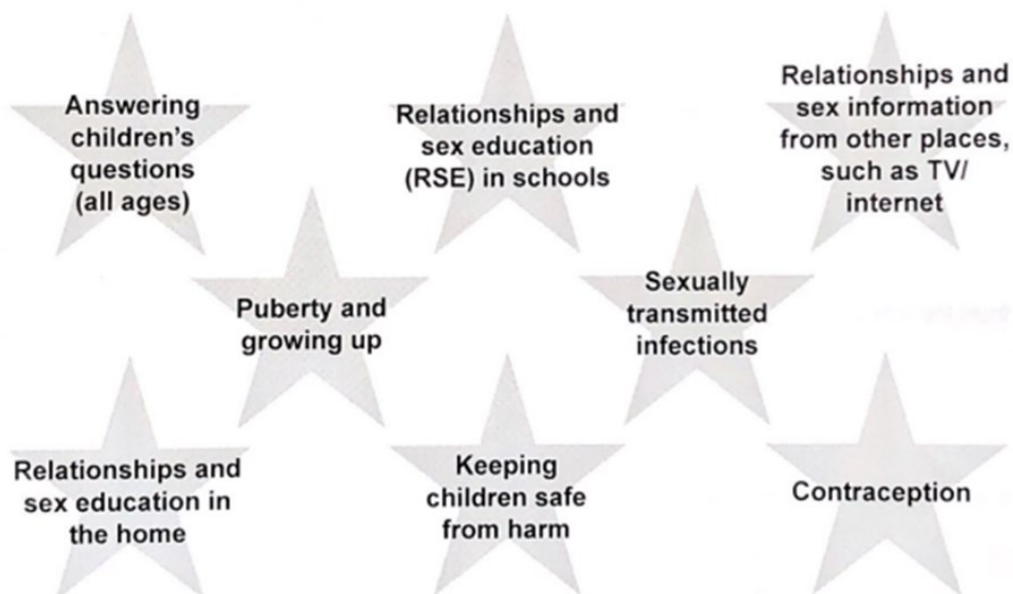 Answering
children's
questions
(all ages)
Relationships and
sex education
(RSE) in schools
Relationships and
sex information
from other places,
such as TV/
internet
Puberty and
growing up
Sexually
transmitted
infections
Relationships and
sex education in
the home
Keeping
children safe
from harm
Contraception